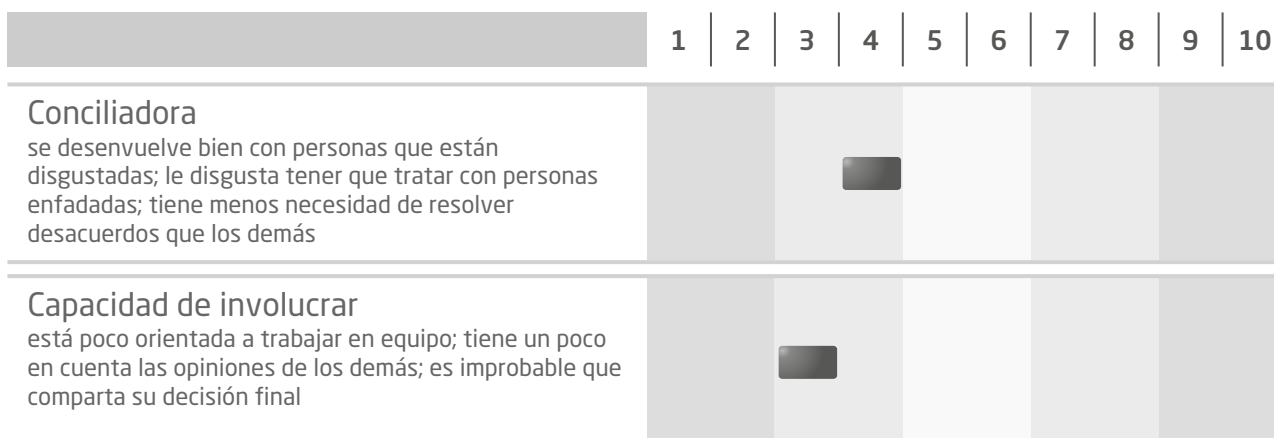 1 2 3 4 5 6 7 8 9 10
Conciliadora
se desenvuelve bien con personas que están
disgustadas; le disgusta tener que tratar con personas
enfadadas; tiene menos necesidad de resolver
desacuerdos que los demás
Capacidad de involucrar
está poco orientada a trabajar en equipo; tiene un poco
en cuenta las opiniones de los demás; es improbable que
comparta su decisión final